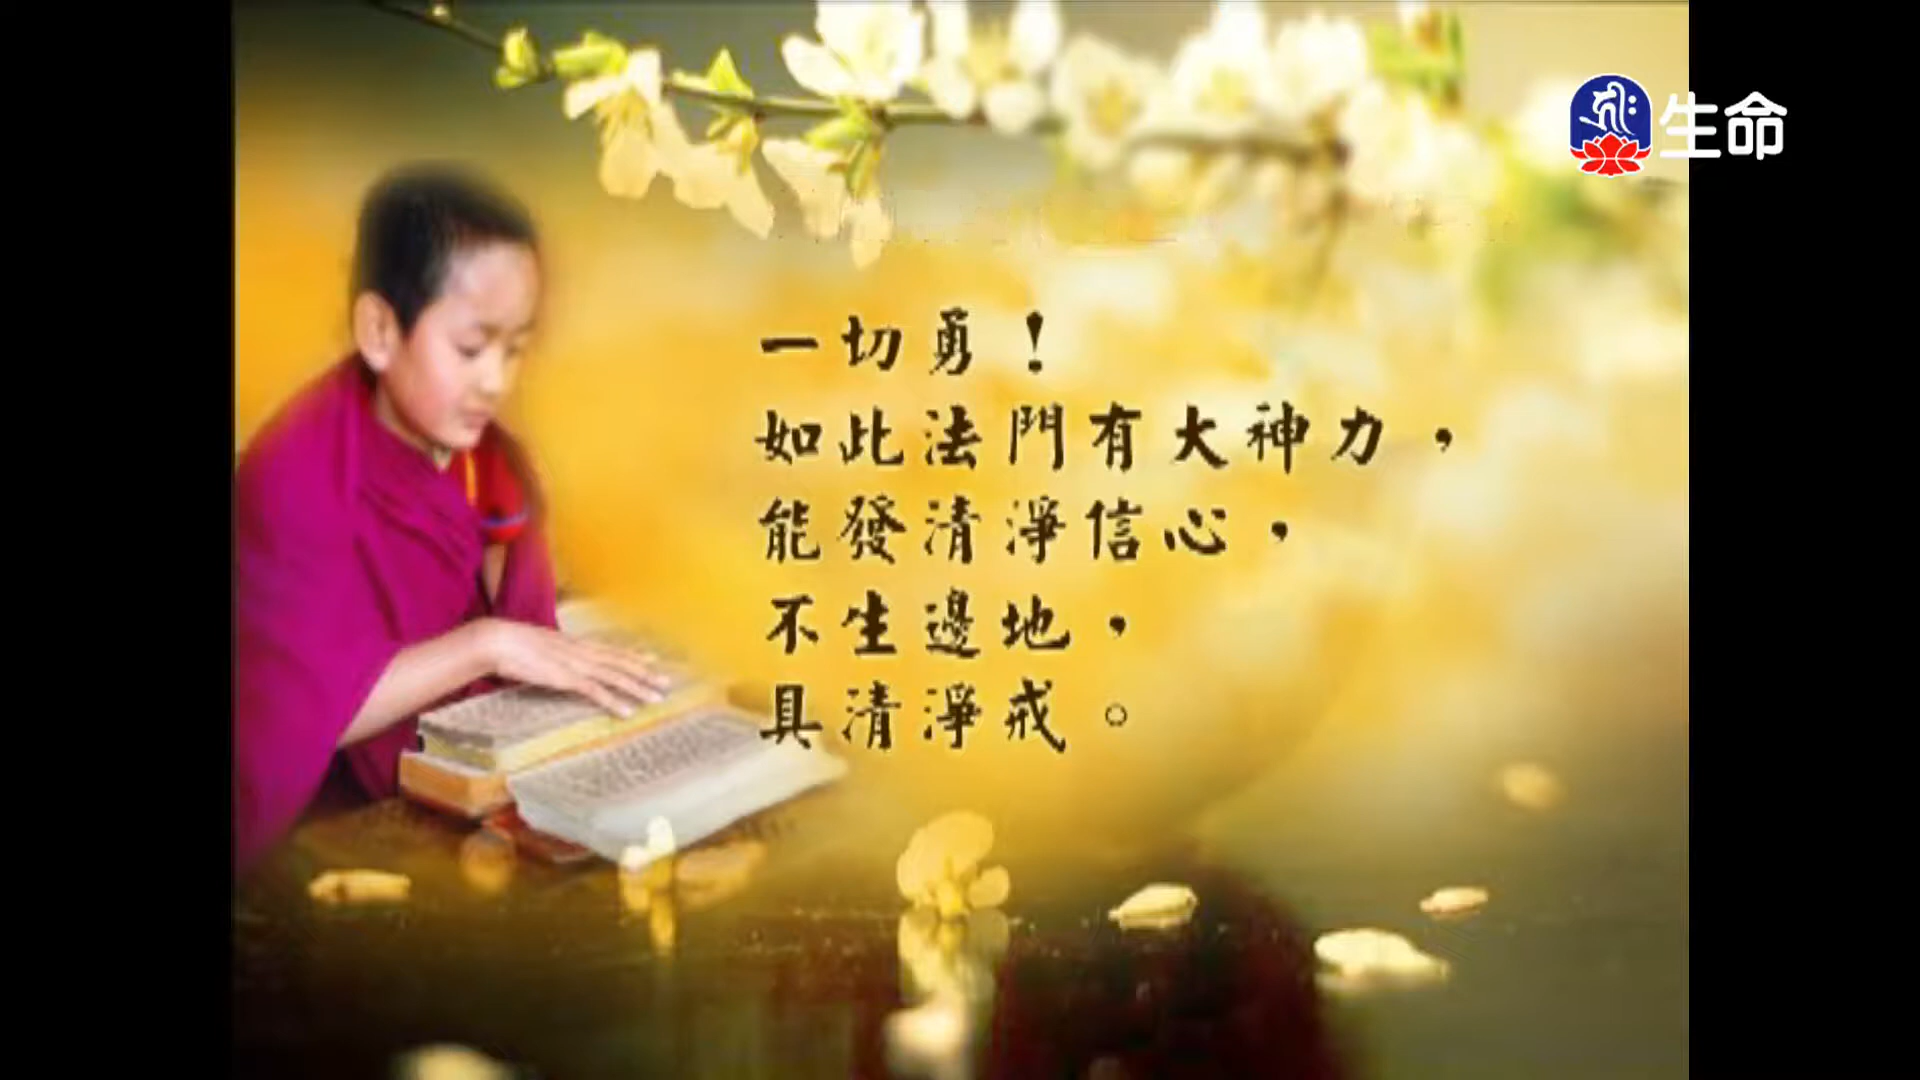 生命
一切勇！
如此法門有大神力，
能發清淨信心，
不生邊地，
具清淨戒。